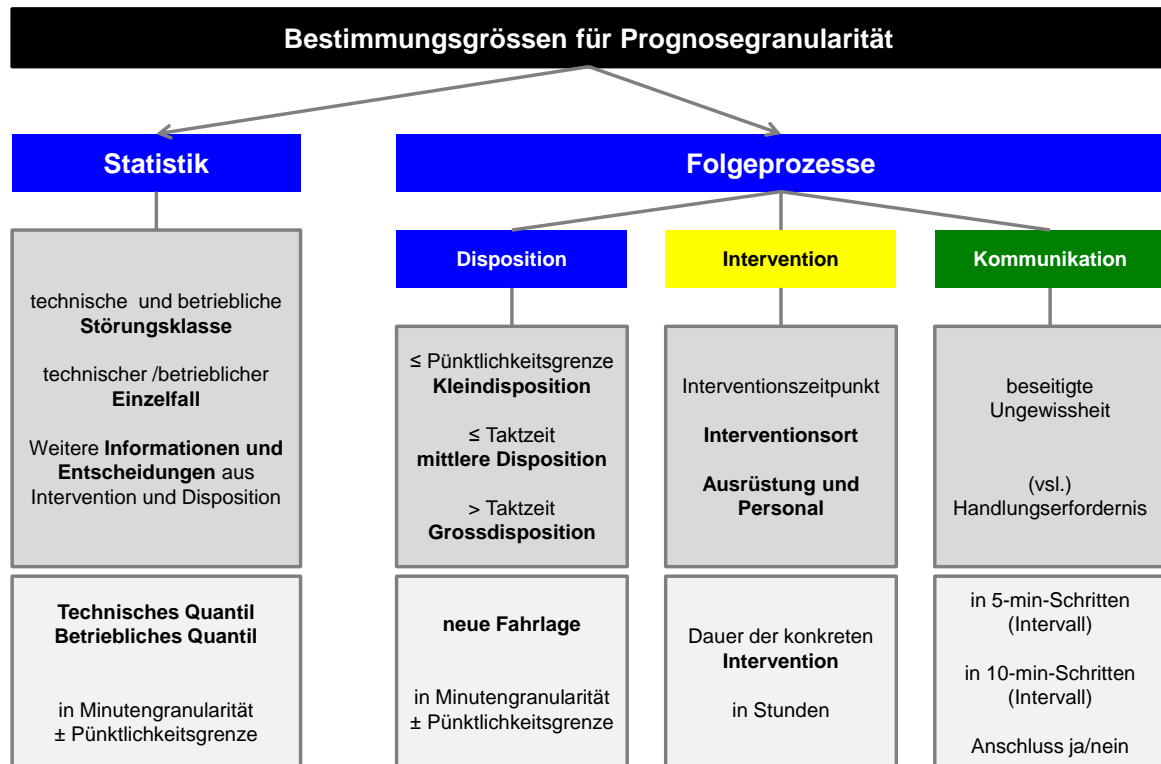 Bestimmungsgrössen für Prognosegranularität
Statistik
technische und betriebliche
Störungsklasse
technischer /betrieblicher
Einzelfall
Weitere Informationen und
Entscheidungen aus
Intervention und Disposition
Technisches Quantil
Betriebliches Quantil
in Minutengranularität
± Pünktlichkeitsgrenze
Folgeprozesse
Disposition
≤ Pünktlichkeitsgrenze
Kleindisposition
≤ Taktzeit
mittlere Disposition
> Taktzeit
Grossdisposition
neue Fahrlage
in Minutengranularität
± Pünktlichkeitsgrenze
Intervention
Interventionszeitpunkt
Interventionsort
Ausrüstung und
Personal
Dauer der konkreten
Intervention
in Stunden
Kommunikation
beseitigte
Ungewissheit
(vsl.)
Handlungserfordernis
in 5-min-Schritten
(Intervall)
in 10-min-Schritten
(Intervall)
Anschluss ja/nein